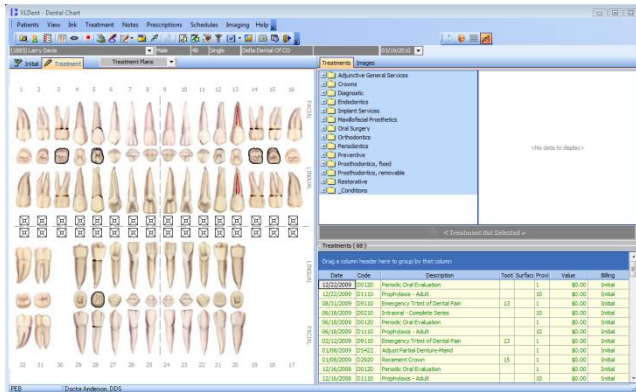 XLDent - Dental Chart
Patients View Ink Treatment Notes Prescriptions Schedules Imaging Help
(1885) Larry Davis Male 48 Single Delta Dental Of CO 03/19/2010
Initial Treatment Treatment Plans
Treatments Images
1 2 3 4 5 6 7 8 9 10 11 12 13 14 15 16
FACIAL
LINGUAL
LINGUAL
FACIAL
32 31 30 29 28 27 26 25 24 23 22 21 20 19 18 17
Adjunctive General Services
Crowns
Diagnostic
Endodontics
Implant Services
Maxillofacial Prosthetics
Oral Surgery
Orthodontics
Periodontics
Preventive
Prosthodontics, fixed
Prosthodontics, removable
Restorative
_Conditions
<No data to display>
< Treatment Not Selected >
Treatments ( 68 )
Drag a column header here to group by that column
Date Code Description Toot Surface Provi Value Billing
12/22/2009 D0120 Periodic Oral Evaluation 1 $0.00 Initial
12/22/2009 D1110 Prophylaxis - Adult 10 $0.00 Initial
08/31/2009 D9110 Emergency Trtmt of Dental Pain 13 1 $0.00 Initial
06/18/2009 D0210 Intraoral - Complete Series 10 $0.00 Initial
06/18/2009 D0120 Periodic Oral Evaluation 1 $0.00 Initial
06/18/2009 D1110 Prophylaxis - Adult 10 $0.00 Initial
02/12/2009 D9110 Emergency Trtmt of Dental Pain 13 1 $0.00 Initial
01/08/2009 D5422 Adjust Partial Denture-Mand 1 $0.00 Initial
01/08/2009 D2920 Recement Crown 15 1 $0.00 Initial
12/16/2008 D0120 Periodic Oral Evaluation 1 $0.00 Initial
12/16/2008 D1110 Prophylaxis - Adult 10 $0.00 Initial
PEB Doctor Anderson, DDS